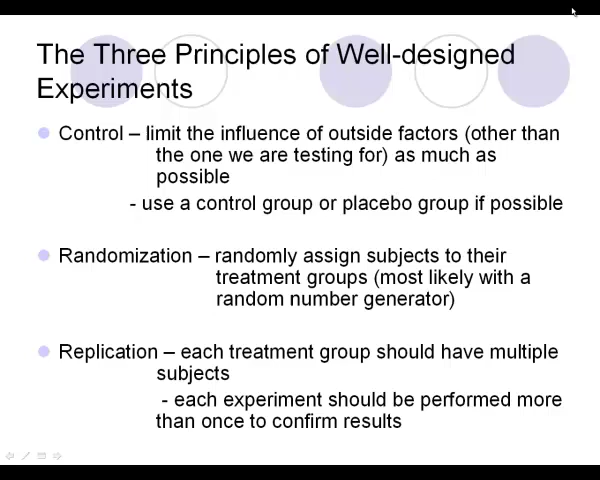 The Three Principles of Well-designed
Experiments
Control – limit the influence of outside factors (other than
the one we are testing for) as much as
possible
- use a control group or placebo group if possible
Randomization – randomly assign subjects to their
treatment groups (most likely with a
random number generator)
Replication – each treatment group should have multiple
subjects
- each experiment should be performed more
than once to confirm results